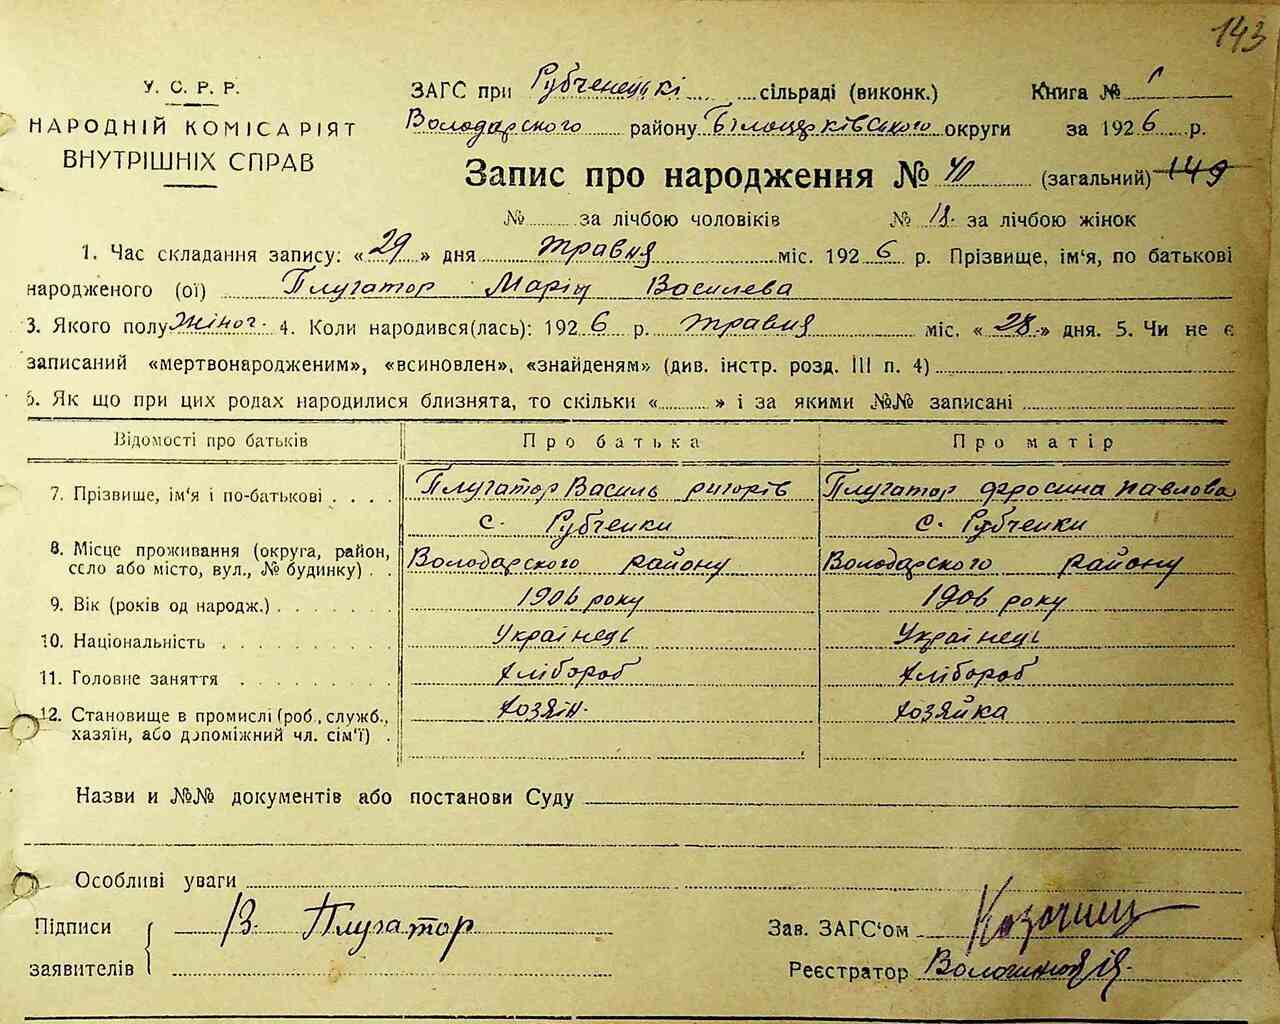 143
У. С. Р. Р.
НАРОДНІЙ КОМІСАРІЯТ
ВНУТРІШНІХ СПРАВ
ЗАГС при Рубченецькі сільраді (виконк.) Книга № 1
Володарского району Білоцерківського округи за 1926 р.
Запис про народження № 40 (загальний) 149
№ за лічбою чоловіків № 18 за лічбою жінок
1. Час складання запису: «29» дня травня міс. 1926 р. Прізвище, ім'я, по батькові
народженого (ої) Плугатор Марія Василева
3. Якого полу жіноч. 4. Коли народився(лась): 1926 р. травня міс. «28» дня. 5. Чи не є
записаний «мертвонародженим», «всиновлен», «знайденям» (див. інстр. розд. III п. 4)
6. Як що при цих родах народилися близнята, то скільки « » і за якими №№ записані
Відомості про батьків Про батька Про матір
7. Прізвище, ім'я і по-батькові . . . . Плугатор Василь ригорів Плугатор Фросина Павлова
с. Рубченки с. Рубченки
8. Місце проживання (округа, район, село або місто, вул., № будинку) . . Володарского району Володарского району
9. Вік (років од народж.) . . . . . . . 1906 року 1906 року
10. Національність . . . . . . . . . Українець Українець
11. Головне заняття . . . . . . . . Хлібороб Хлібороб
12. Становище в промислі (роб., служб., хазяїн, або допоміжний чл. сім'ї) . Хозяїн. Хозяйка
Назви и №№ документів або постанови Суду
Особливі уваги
Підписи
заявителів
В. Плугатор
Зав. ЗАГС'ом
Реєстратор